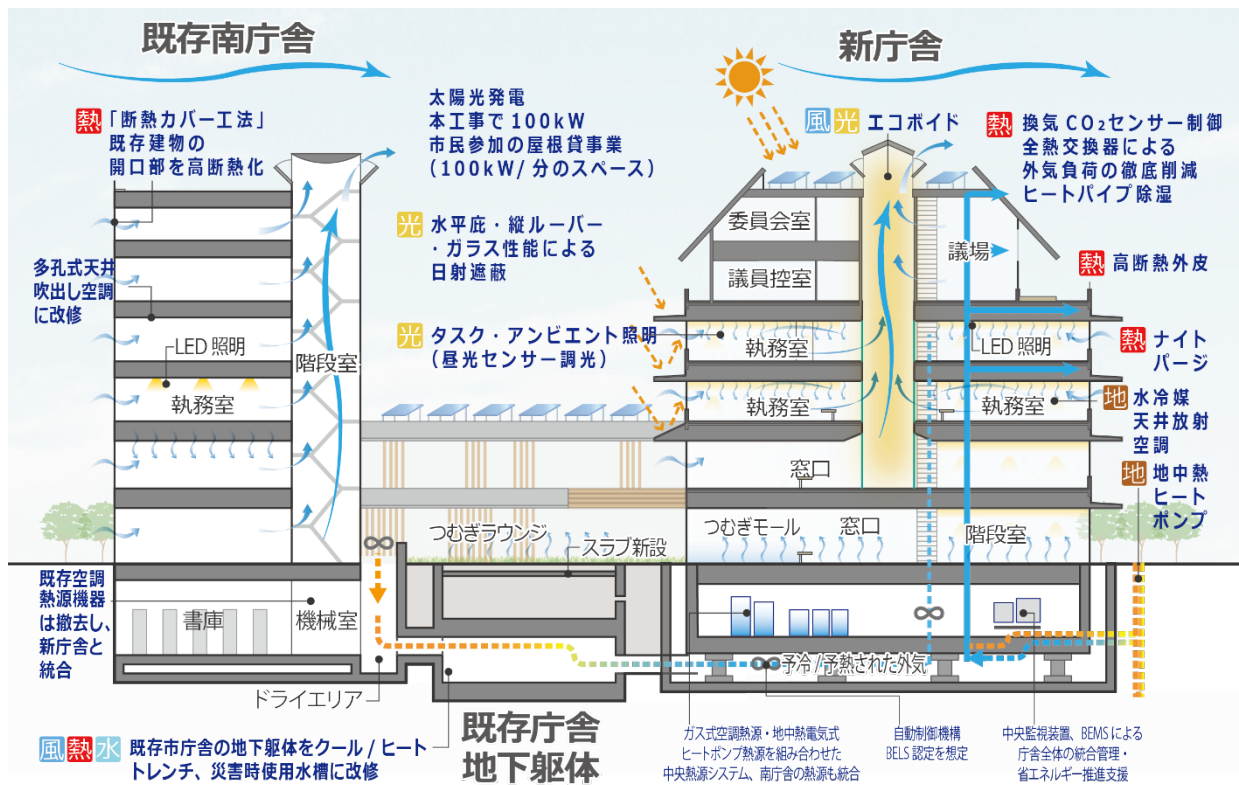 既存南庁舎
新庁舎
熱
「断熱カバー工法」
既存建物の
開口部を高断熱化
太陽光発電
本工事で100kW
市民参加の屋根貸事業
(100kW/分のスペース)
風 光 エコボイド
熱
換気CO₂センサー制御
全熱交換器による
外気負荷の徹底削減
ヒートパイプ除湿
光
水平庇・縦ルーバー
・ガラス性能による
日射遮蔽
委員会室
議場
議員控室
熱 高断熱外皮
多孔式天井
吹出し空調
に改修
光
タスク・アンビエント照明
(昼光センサー調光)
LED照明
階段室
執務室
執務室
LED照明
熱
ナイト
パージ
執務室
執務室
地
水冷媒
天井放射
空調
窓口
地
地中熱
ヒート
ポンプ
つむぎラウンジ
スラブ新設
つむぎモール
窓口
階段室
既存空調
熱源機器
は撤去し、
新庁舎と
統合
書庫
機械室
予冷/予熱された外気
ドライエリア
既存庁舎
地下躯体
風 熱 水
既存市庁舎の地下躯体をクール/ヒート
トレンチ、災害時使用水槽に改修
ガス式空調熱源・地中熱電気式
ヒートポンプ熱源を組み合わせた
中央熱源システム、南庁舎の熱源も統合
自動制御機構
BELS認定を想定
中央監視装置、BEMSによる
庁舎全体の統合管理・
省エネルギー推進支援